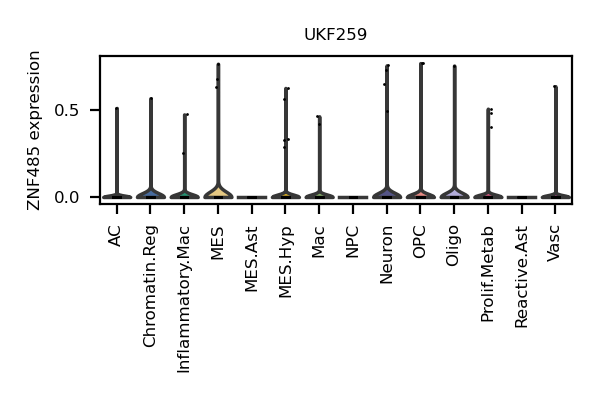 UKF259
ZNF485 expression
0.5
0.0
AC
Chromatin.Reg
Inflammatory.Mac
MES
MES.Ast
MES.Hyp
Mac
NPC
Neuron
OPC
Oligo
Prolif.Metab
Reactive.Ast
Vasc